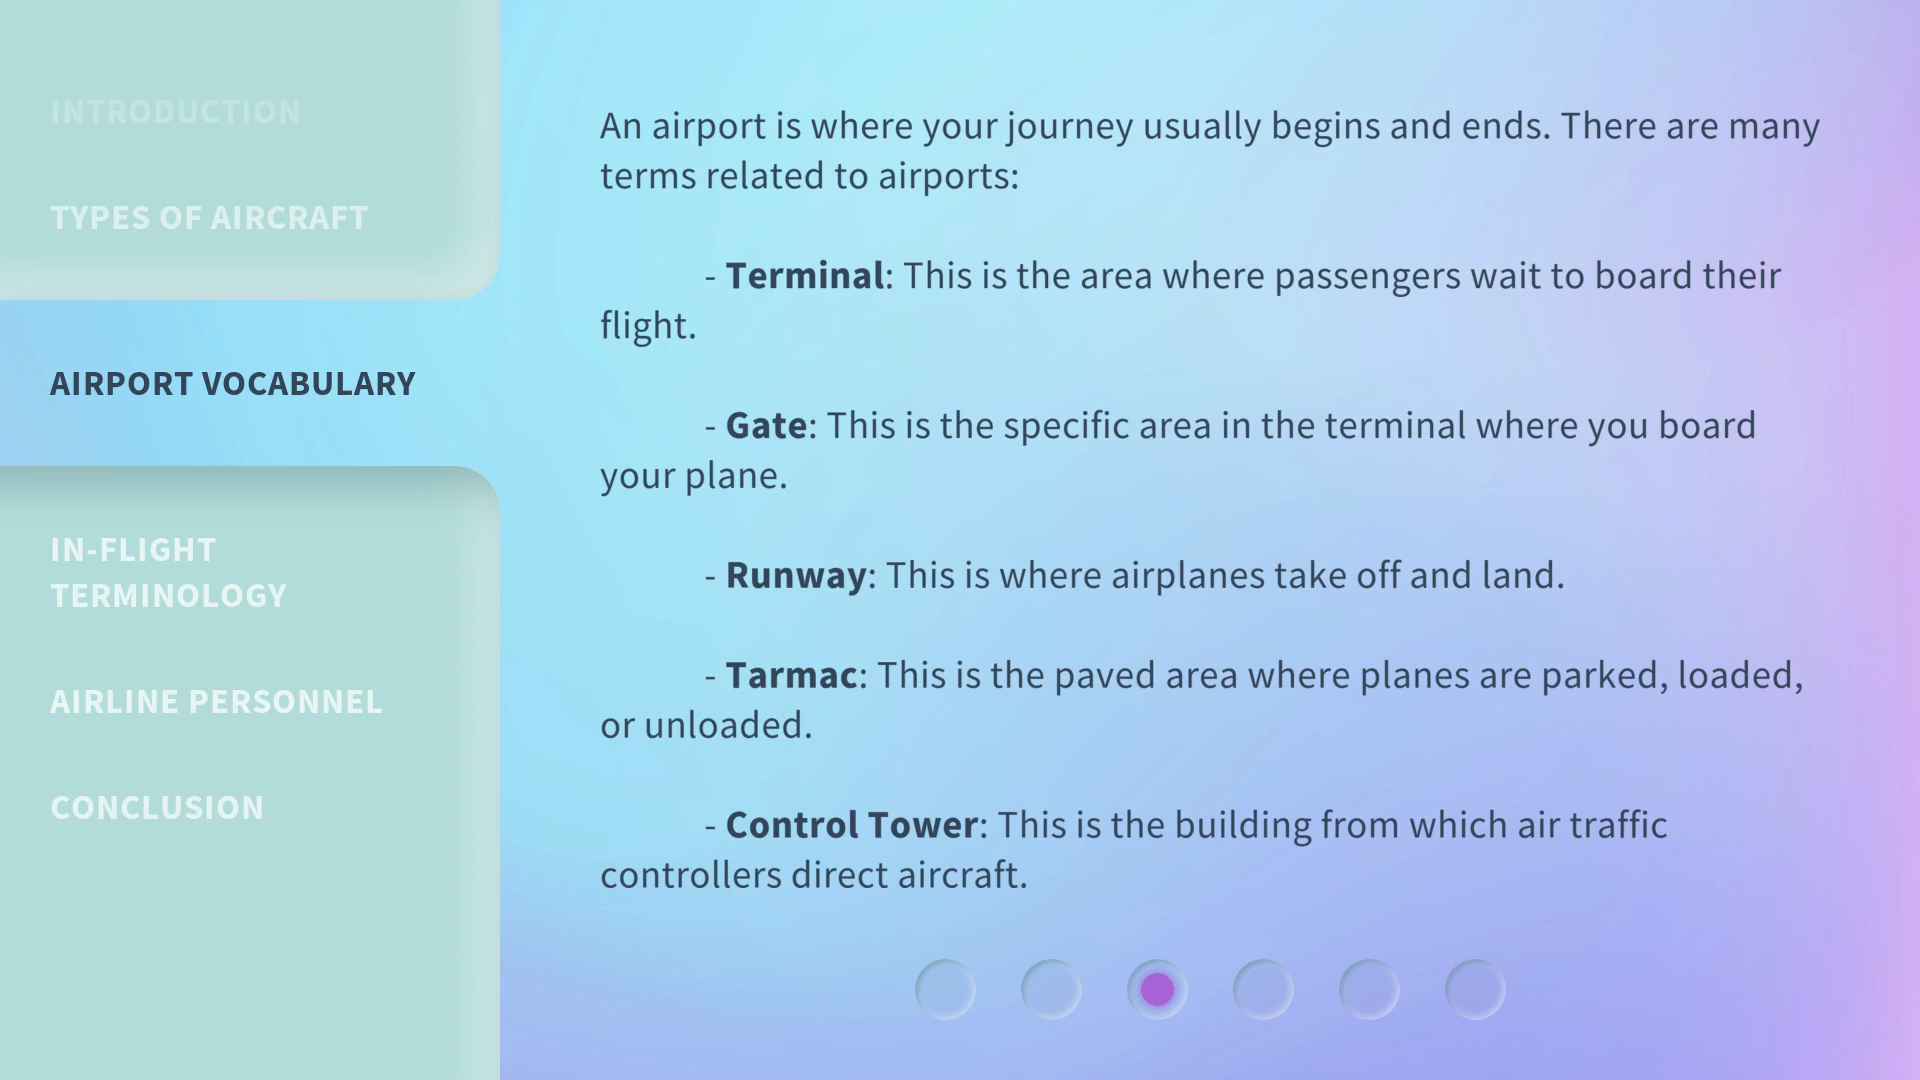 INTRODUCTION
TYPES OF AIRCRAFT
AIRPORT VOCABULARY
IN-FLIGHT
TERMINOLOGY
AIRLINE PERSONNEL
CONCLUSION
An airport is where your journey usually begins and ends. There are many
terms related to airports:
- Terminal: This is the area where passengers wait to board their
flight.
- Gate: This is the specific area in the terminal where you board
your plane.
- Runway: This is where airplanes take off and land.
- Tarmac: This is the paved area where planes are parked, loaded,
or unloaded.
- Control Tower: This is the building from which air traffic
controllers direct aircraft.